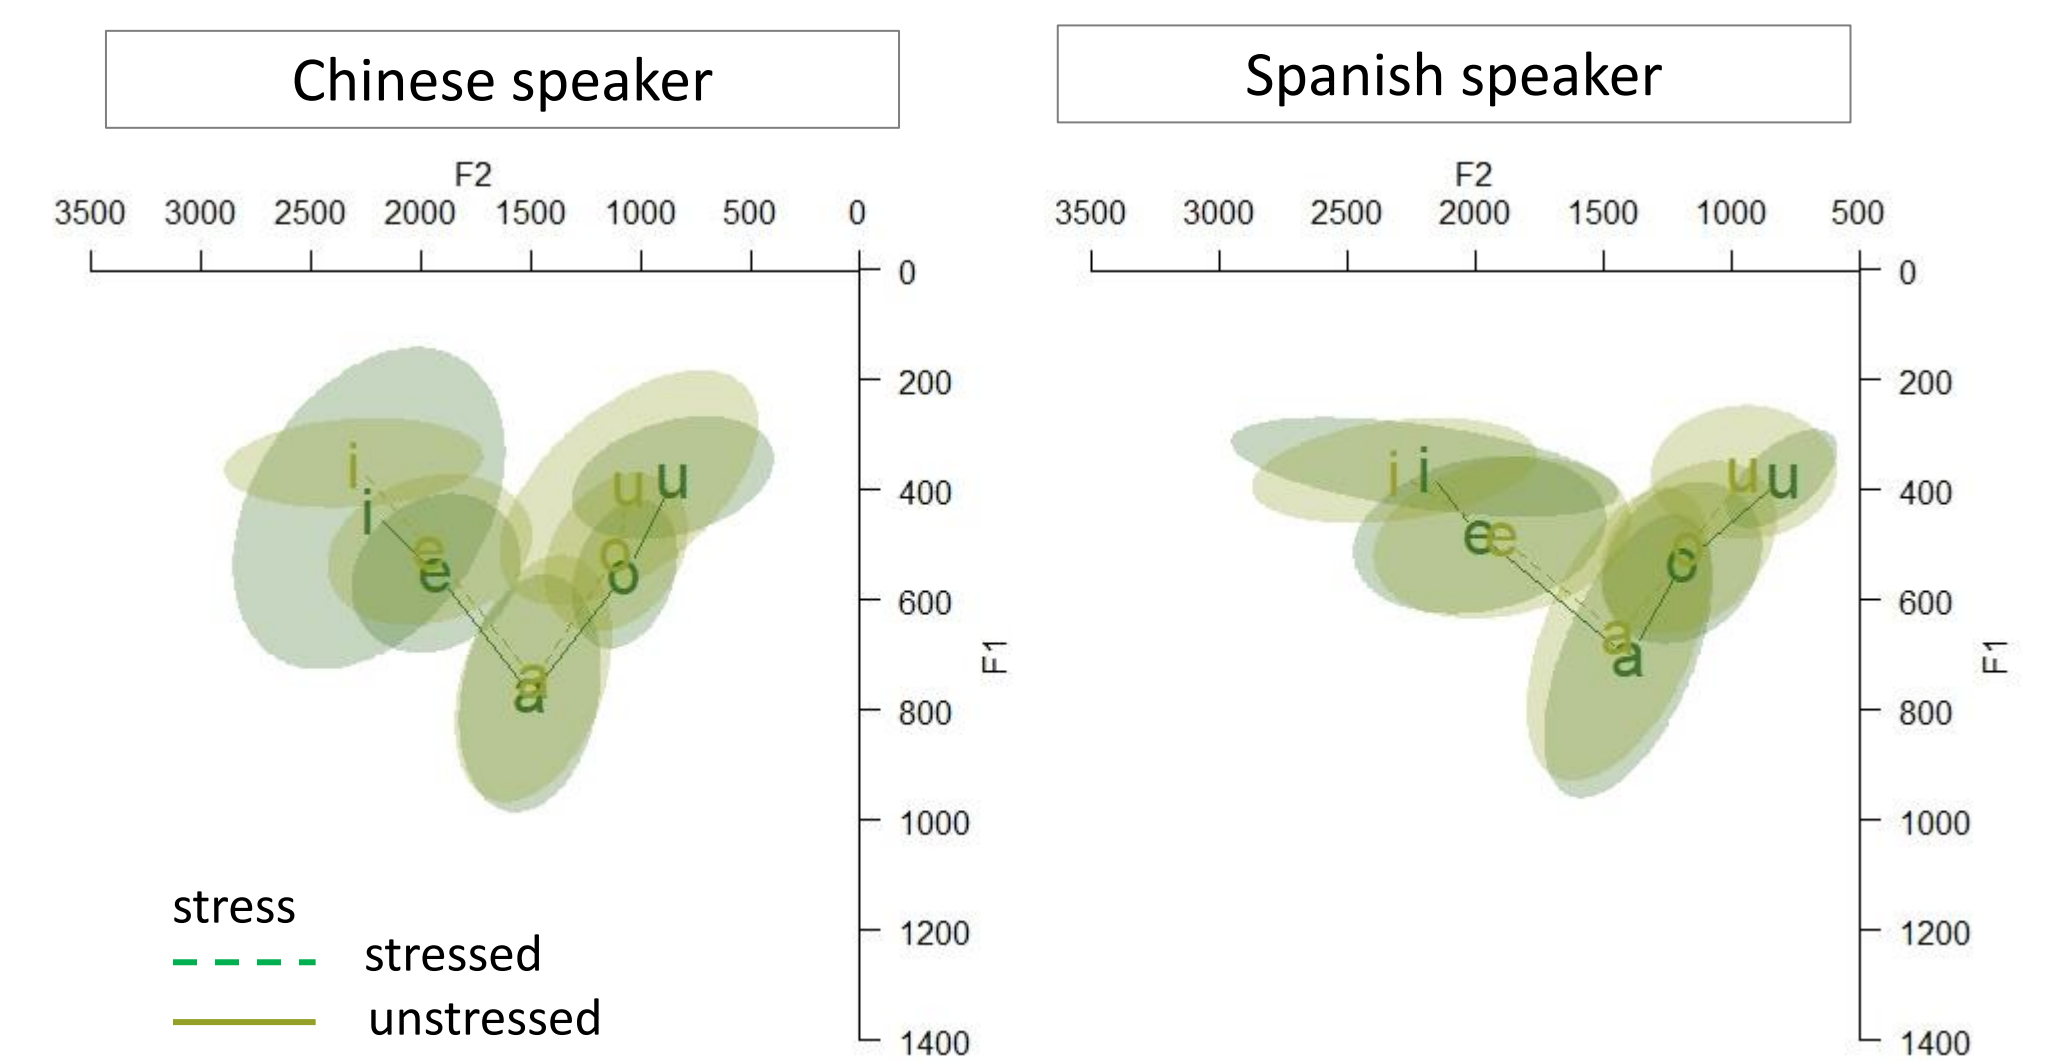 Chinese speaker
F2
3500 3000 2500 2000 1500 1000 500 0
0
200
400
600
800
1000
1200
1400
F1
i
i
e
e
a
a
o
o
u u
stress
stressed
unstressed
Spanish speaker
F2
3500 3000 2500 2000 1500 1000 500
0
200
400
600
800
1000
1200
1400
F1
i i
e e
a
a
o
o
u u